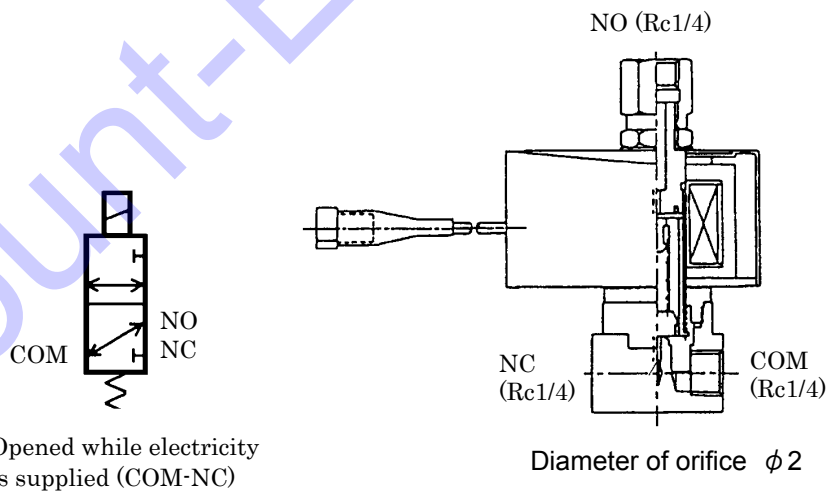 NO (Rc1/4)
COM
NO
NC
NC
(Rc1/4)
COM
(Rc1/4)
Opened while electricity
s supplied (COM-NC)
Diameter of orifice φ2